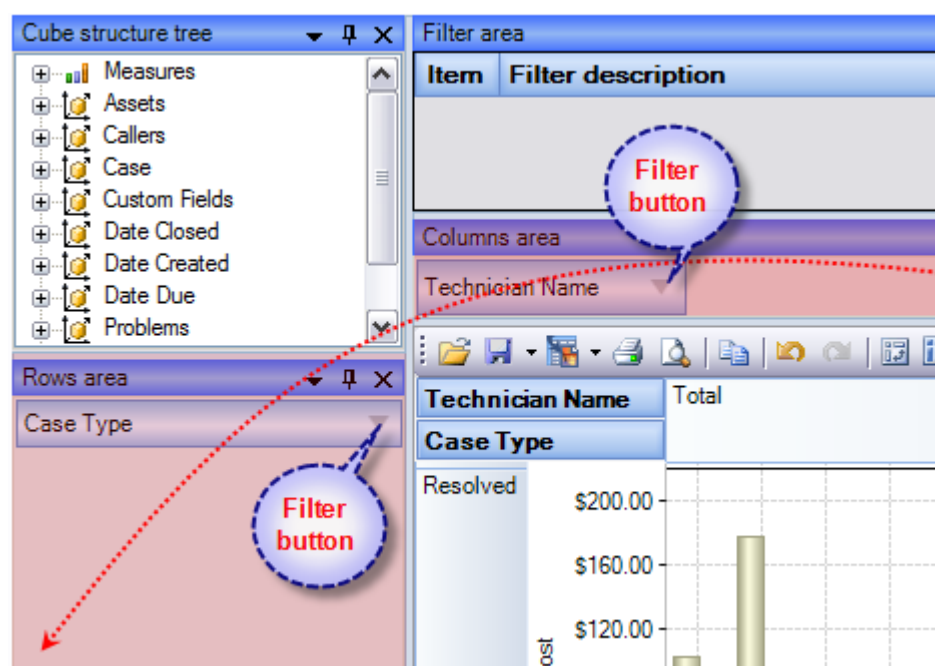 Cube structure tree
Measures
Assets
Callers
Case
Custom Fields
Date Closed
Date Created
Date Due
Problems
Filter area
Item Filter description
Filter
button
Columns area
Technician Name
Rows area
Case Type
Filter
button
Technician Name
Total
Case Type
Resolved
$200.00
$160.00
$120.00